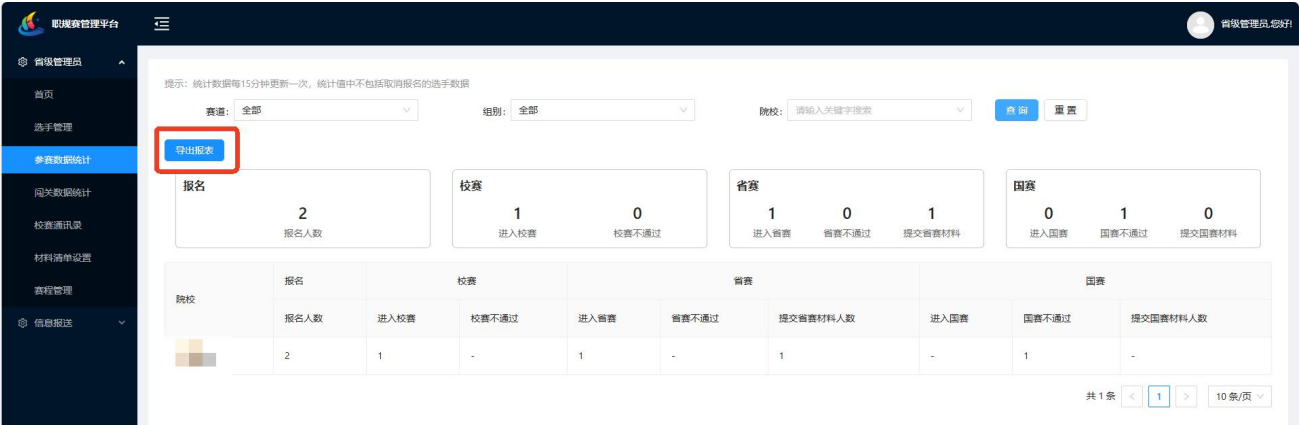 职规赛管理平台
省级管理员,您好!
省级管理员
首页
选手管理
参赛数据统计
闯关数据统计
校赛通讯录
材料清单设置
赛程管理
信息报送
提示：统计数据每15分钟更新一次，统计值中不包括取消报名的选手数据
赛道: 全部 组别: 全部 院校: 请输入关键字搜索 查询 重置
导出报表
报名
2
报名人数
校赛
1 0
进入校赛 校赛不通过
省赛
1 0 1
进入省赛 省赛不通过 提交省赛材料
国赛
0 1 0
进入国赛 国赛不通过 提交国赛材料
院校 报名 校赛 省赛 国赛
报名人数 进入校赛 校赛不通过 进入省赛 省赛不通过 提交省赛材料人数 进入国赛 国赛不通过 提交国赛材料人数
2 1 - 1 - 1 - 1 -
共 1 条 < 1 > 10 条/页